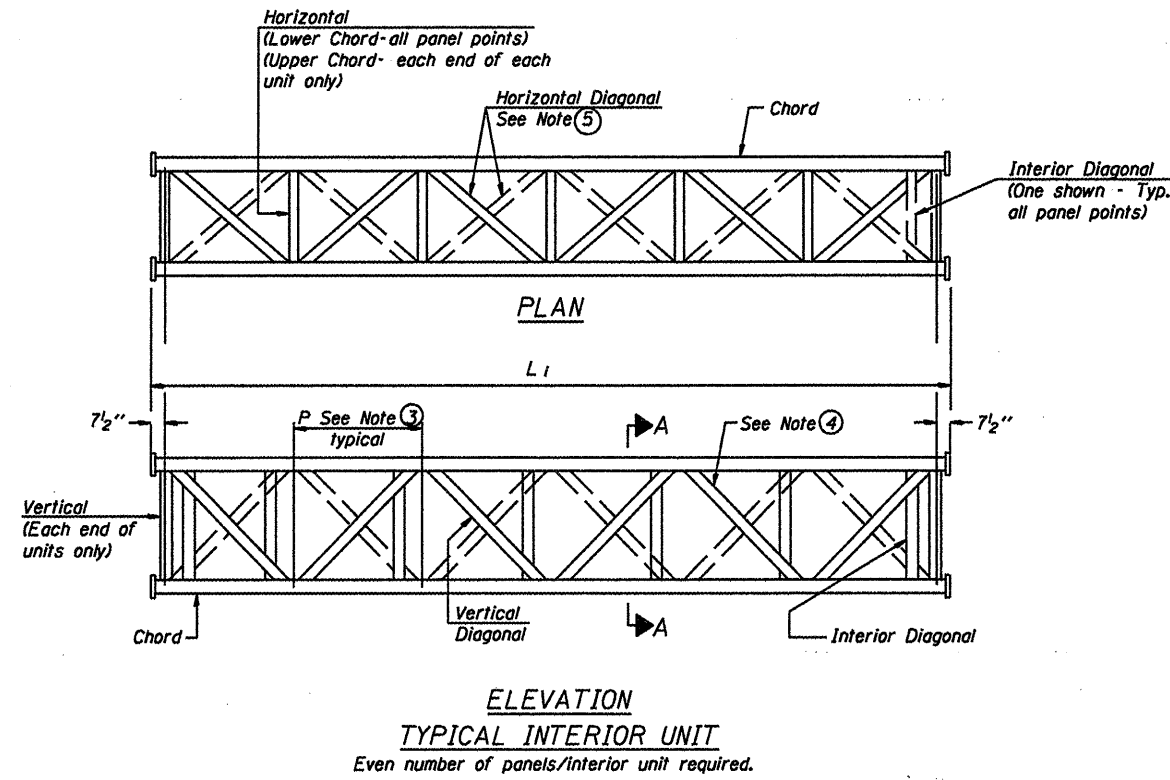 Horizontal
(Lower Chord-all panel points)
(Upper Chord- each end of each
unit only)
Horizontal Diagonal
See Note 5
Chord
Interior Diagonal
(One shown - Typ.
all panel points)
PLAN
L1
7½"
P See Note 3
typical
A
See Note 4
7½"
Vertical
(Each end of
units only)
Chord
Vertical
Diagonal
A
Interior Diagonal
ELEVATION
TYPICAL INTERIOR UNIT
Even number of panels/interior unit required.